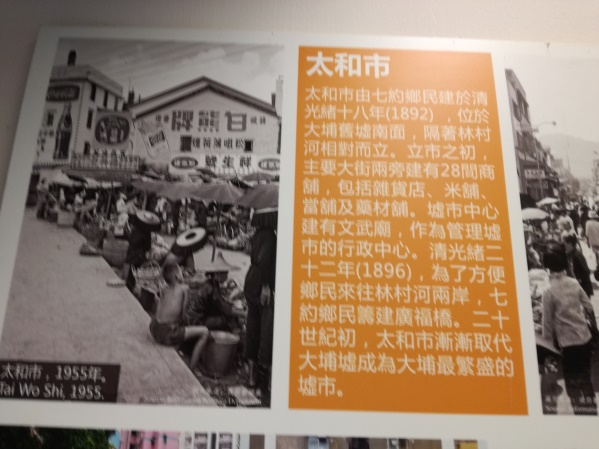 太和市
太和市由七約鄉民建於清
光緒十八年(1892)，位於
大埔舊墟南面，隔著林村
河相對而立。立市之初，
主要大街兩旁建有28間商
舖，包括雜貨店、米舖、
當舖及藥材舖。墟市中心
建有文武廟，作為管理墟
市的行政中心。清光緒二
十二年(1896)，為了方便
鄉民來往林村河兩岸，七
約鄉民籌建廣福橋。二十
世紀初，太和市漸漸取代
大埔墟成為大埔最繁盛的
墟市。
太和市，1955年。
Tai Wo Shi, 1955.